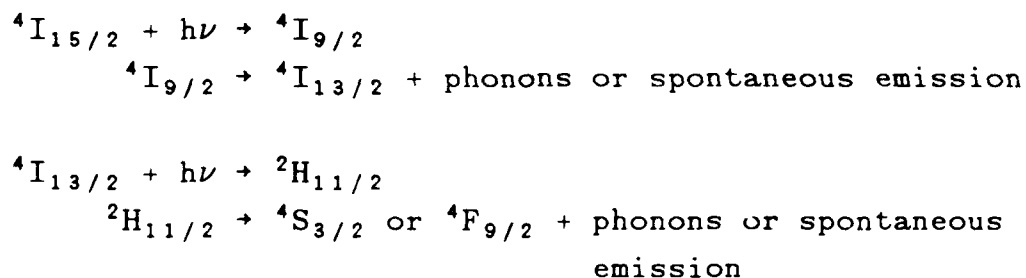 ⁴I₁₅/₂ + hν → ⁴I₉/₂
⁴I₉/₂ → ⁴I₁₃/₂ + phonons or spontaneous emission
⁴I₁₃/₂ + hν → ²H₁₁/₂
²H₁₁/₂ → ⁴S₃/₂ or ⁴F₉/₂ + phonons or spontaneous
emission